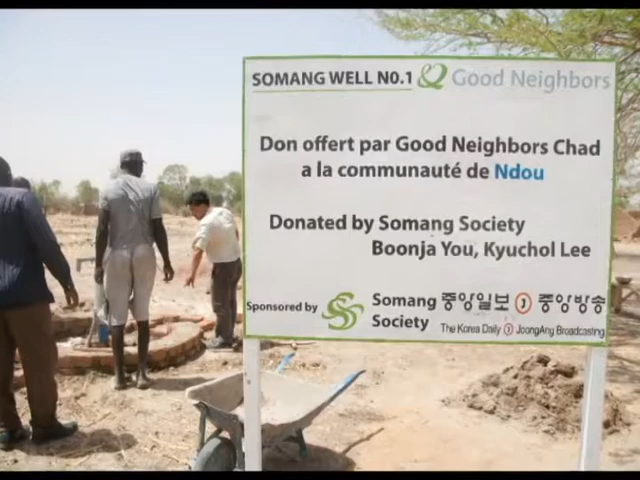 SOMANG WELL NO.1 Good Neighbors
Don offert par Good Neighbors Chad
a la communauté de Ndou
Donated by Somang Society
Boonja You, Kyuchol Lee
Sponsored by Somang Society 중앙일보 J 중앙방송
The Korea Daily J JoongAng Broadcasting